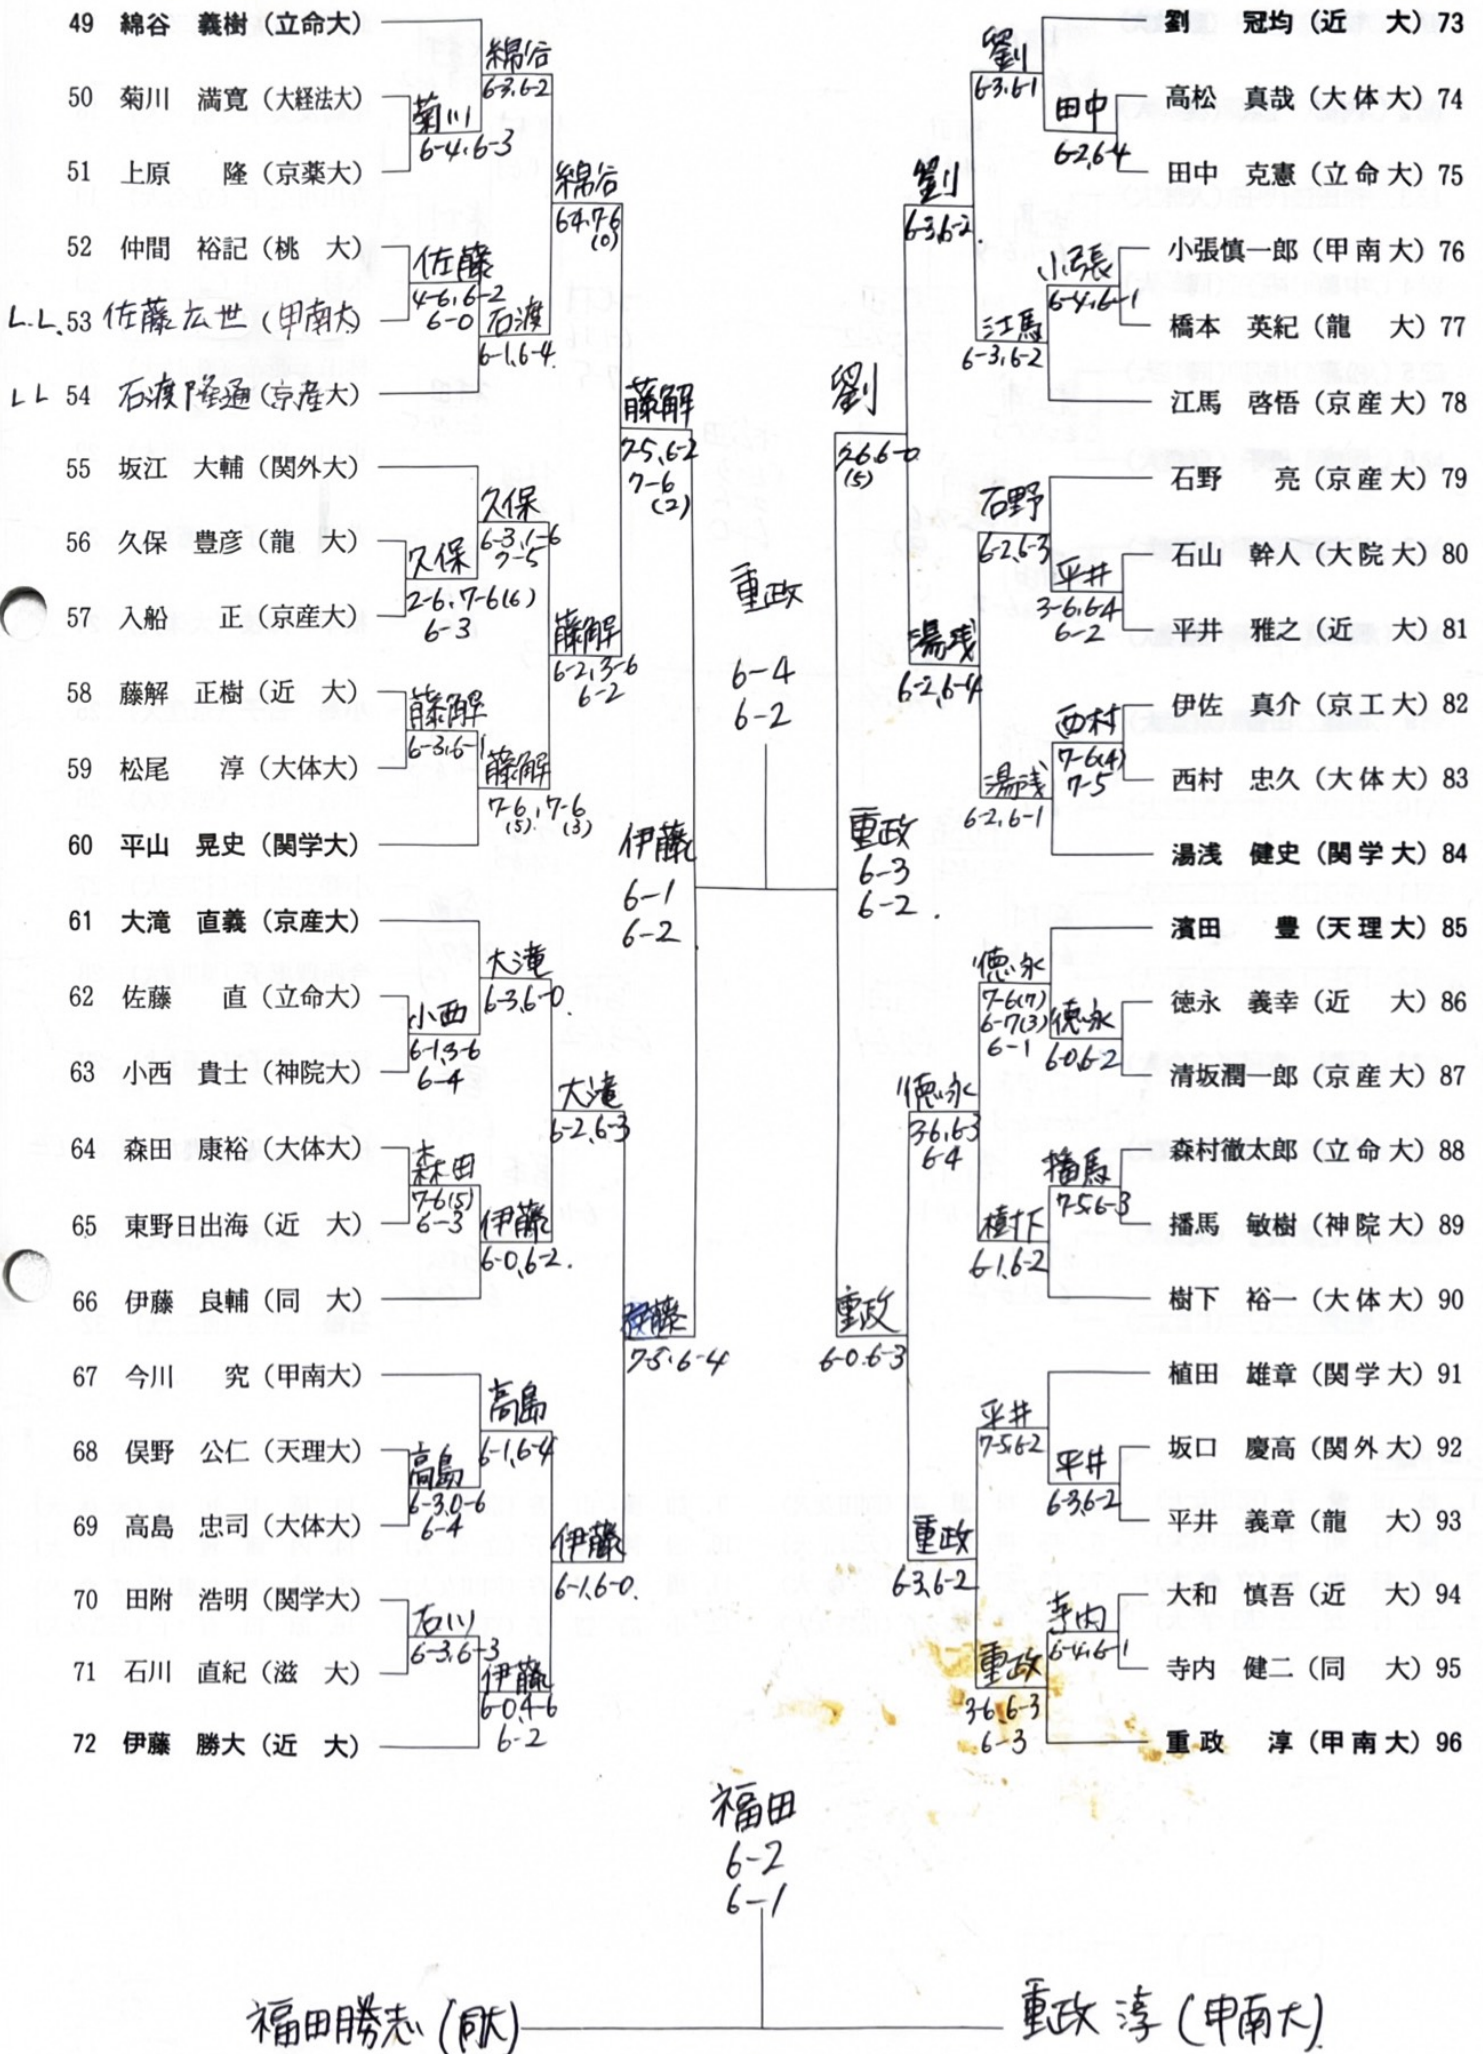 49 綿谷 義樹 (立命大)
綿谷
6-3, 6-2
50 菊川 満寛 (大経法大)
菊川
6-4, 6-3
51 上原 隆 (京薬大)
綿谷
6-4, 7-6
(0)
52 仲間 裕記 (桃 大)
佐藤
4-6, 6-2
6-0
L.L. 53 佐藤広世 (甲南大)
石渡
6-1, 6-4.
LL 54 石渡隆通 (京産大)
藤解
7-5, 6-2
7-6
(2)
55 坂江 大輔 (関外大)
久保
6-3, 1-6
7-5
56 久保 豊彦 (龍 大)
久保
2-6, 7-6(6)
6-3
57 入船 正 (京産大)
藤解
6-2, 3-6
6-2
58 藤解 正樹 (近 大)
藤解
6-3, 6-1
59 松尾 淳 (大体大)
藤解
7-6, 7-6
(5). (3)
60 平山 晃史 (関学大)
伊藤
6-1
6-2
61 大滝 直義 (京産大)
大滝
6-3, 6-0.
62 佐藤 直 (立命大)
小西
6-1, 3-6
6-4
63 小西 貴士 (神院大)
大滝
6-2, 6-3
64 森田 康裕 (大体大)
森田
7-6(5)
6-3
65 東野日出海 (近 大)
伊藤
6-0, 6-2.
66 伊藤 良輔 (同 大)
伊藤
7-5, 6-4
67 今川 究 (甲南大)
高島
6-1, 6-4
68 俣野 公仁 (天理大)
高島
6-3, 0-6
6-4
69 高島 忠司 (大体大)
伊藤
6-1, 6-0.
70 田附 浩明 (関学大)
石川
6-3, 6-3
71 石川 直紀 (滋 大)
伊藤
6-0, 4-6
6-2
72 伊藤 勝大 (近 大)
重政
6-4
6-2
劉 冠均 (近 大) 73
劉
6-3, 6-1
高松 真哉 (大体大) 74
田中
6-2, 6-4
田中 克憲 (立命大) 75
劉
6-3, 6-2.
小張慎一郎 (甲南大) 76
小張
6-4, 6-1
橋本 英紀 (龍 大) 77
江馬
6-3, 6-2
江馬 啓悟 (京産大) 78
劉
6-0
(5)
石野 亮 (京産大) 79
石野
6-2, 6-3
石山 幹人 (大院大) 80
平井
3-6, 6-4
6-2
平井 雅之 (近 大) 81
湯浅
6-2, 6-4
伊佐 真介 (京工大) 82
西村
7-6(4)
7-5
西村 忠久 (大体大) 83
湯浅
6-2, 6-1
湯浅 健史 (関学大) 84
重政
6-3
6-2.
濱田 豊 (天理大) 85
徳永
7-6(7)
6-7(3)
6-1
徳永 義幸 (近 大) 86
徳永
6-0, 6-2
清坂潤一郎 (京産大) 87
徳永
3-6, 6-3
6-4
森村徹太郎 (立命大) 88
播馬
7-5, 6-3
播馬 敏樹 (神院大) 89
樹下
6-1, 6-2
樹下 裕一 (大体大) 90
重政
6-0, 6-3
植田 雄章 (関学大) 91
平井
7-5, 6-2
坂口 慶高 (関外大) 92
平井
6-3, 6-2
平井 義章 (龍 大) 93
重政
6-3, 6-2
大和 慎吾 (近 大) 94
寺内
6-4, 6-1
寺内 健二 (同 大) 95
重政
3-6, 6-3
6-3
重政 淳 (甲南大) 96
福田
6-2
6-1
福田勝志 (同大)
重政 淳 (甲南大).